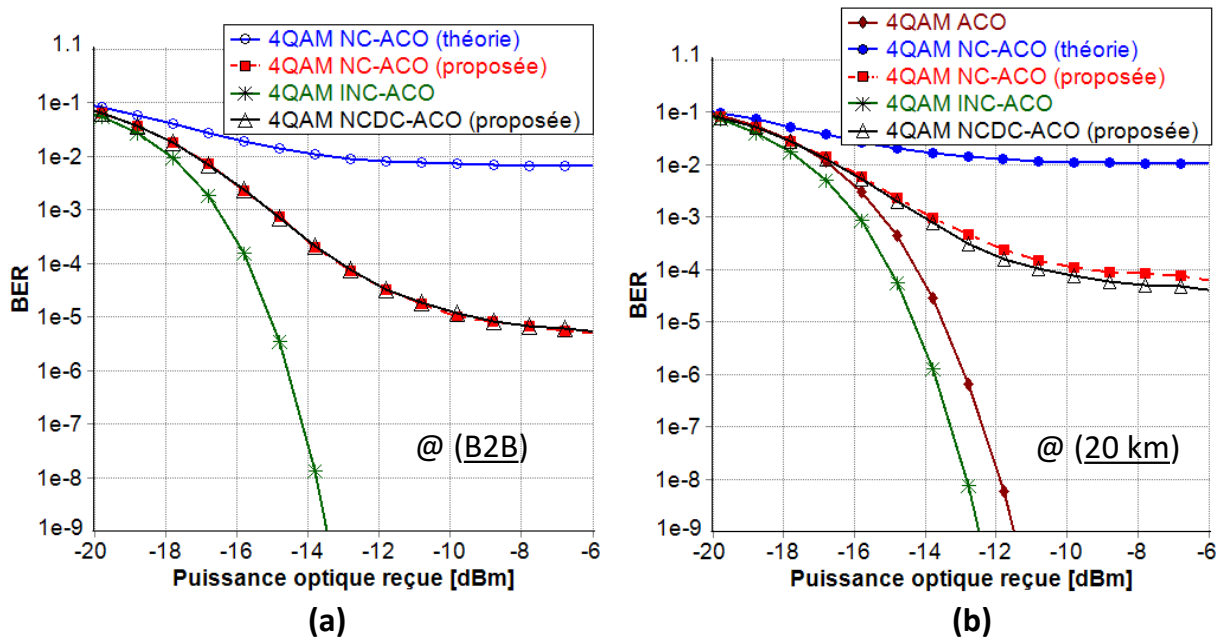 4QAM NC-ACO (théorie)
4QAM NC-ACO (proposée)
4QAM INC-ACO
4QAM NCDC-ACO (proposée)
1.1
1e-1
1e-2
1e-3
1e-4
1e-5
1e-6
1e-7
1e-8
1e-9
BER
@ (B2B)
-20 -18 -16 -14 -12 -10 -8 -6
Puissance optique reçue [dBm]
(a)
4QAM ACO
4QAM NC-ACO (théorie)
4QAM NC-ACO (proposée)
4QAM INC-ACO
4QAM NCDC-ACO (proposée)
1.1
1e-1
1e-2
1e-3
1e-4
1e-5
1e-6
1e-7
1e-8
1e-9
BER
@ (20 km)
-20 -18 -16 -14 -12 -10 -8 -6
Puissance optique reçue [dBm]
(b)